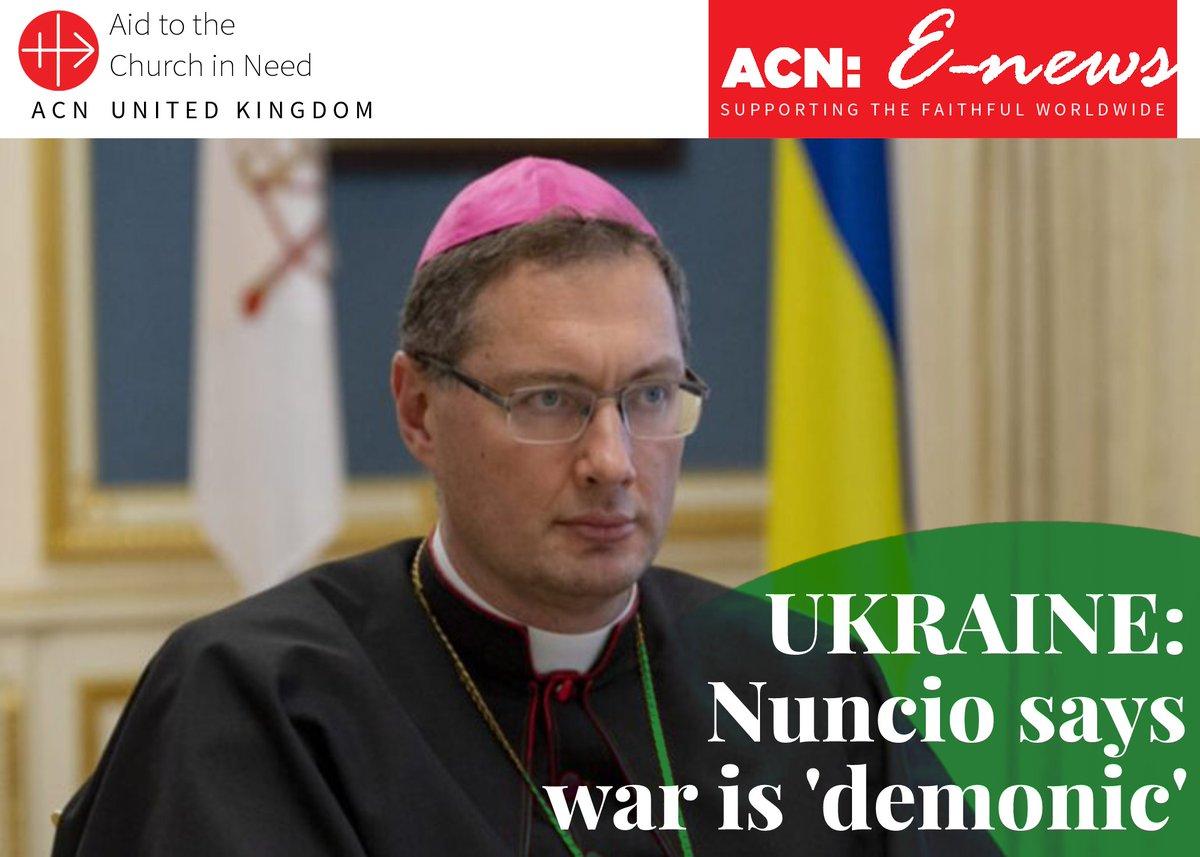 Aid to the
Church in Need
ACN UNITED KINGDOM
ACN: E-news
SUPPORTING THE FAITHFUL WORLDWIDE
UKRAINE:
Nuncio says
war is 'demonic'